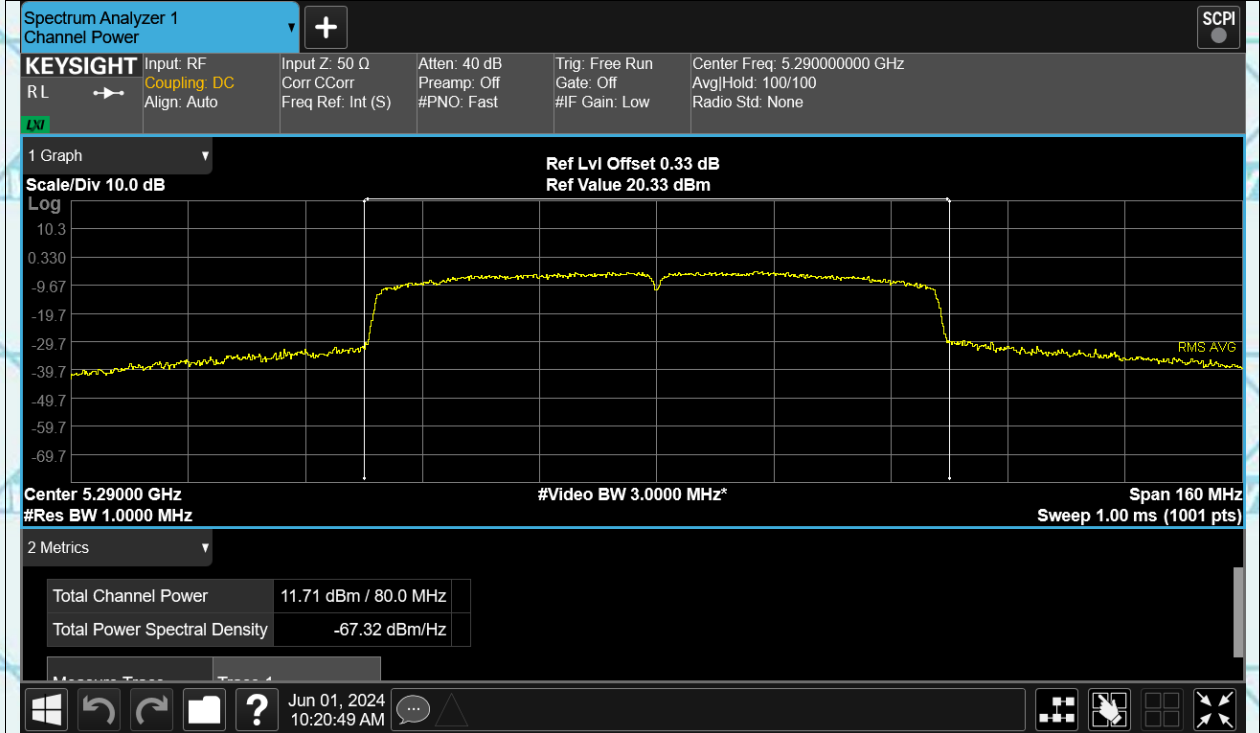 Spectrum Analyzer 1
Channel Power
+
SCPI
KEYSIGHT
R L
LXI
Input: RF
Coupling: DC
Align: Auto
Input Z: 50 Ω
Corr CCorr
Freq Ref: Int (S)
Atten: 40 dB
Preamp: Off
#PNO: Fast
Trig: Free Run
Gate: Off
#IF Gain: Low
Center Freq: 5.290000000 GHz
Avg|Hold: 100/100
Radio Std: None
1 Graph
Scale/Div 10.0 dB
Ref Lvl Offset 0.33 dB
Ref Value 20.33 dBm
Log
10.3
0.330
-9.67
-19.7
-29.7
-39.7
-49.7
-59.7
-69.7
RMS AVG
Center 5.29000 GHz
#Video BW 3.0000 MHz*
Span 160 MHz
#Res BW 1.0000 MHz
Sweep 1.00 ms (1001 pts)
2 Metrics
Total Channel Power 11.71 dBm / 80.0 MHz
Total Power Spectral Density -67.32 dBm/Hz
?
Jun 01, 2024
10:20:49 AM